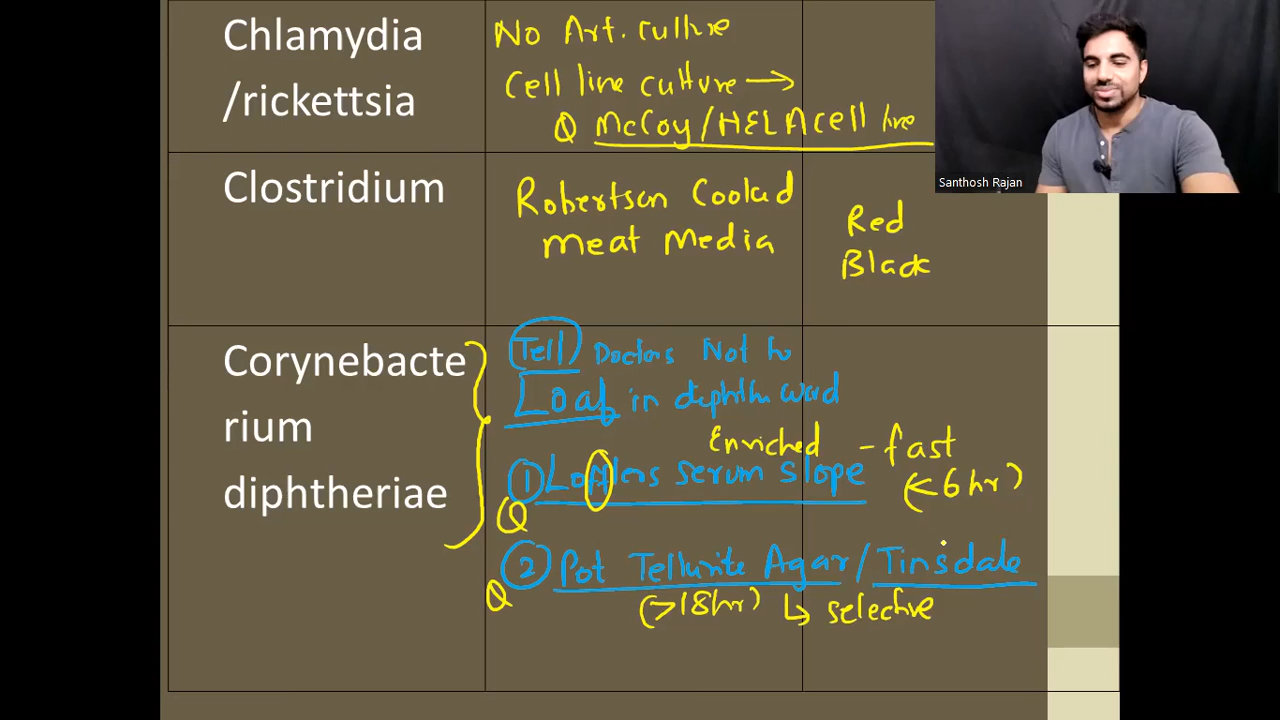 Chlamydia
/rickettsia
No Art. culture
Cell line culture →
Q McCoy/HELA cell line
Santhosh Rajan
Clostridium
Robertson Cooked
meat media
Red
Black
Corynebacte
rium
diphtheriae
Tell Doctors Not to
Loaf in diphth ward
Enriched - fast
① Lofflers serum slope (<6hr)
Q
② Pot Tellurite Agar / Tinsdale
Q (>18hr) ↳ selective